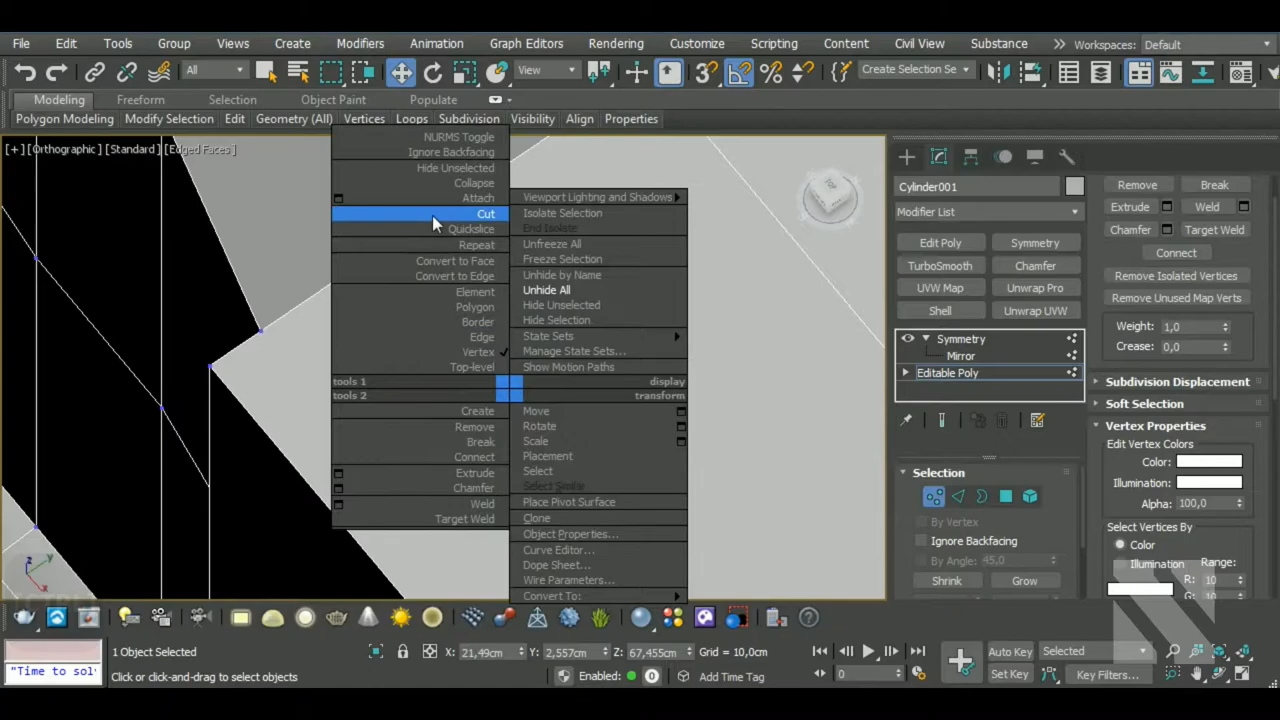 File Edit Tools Group Views Create Modifiers Animation Graph Editors Rendering Customize Scripting Content Civil View Substance Workspaces: Default
All View Create Selection Se
Modeling Freeform Selection Object Paint Populate
Polygon Modeling Modify Selection Edit Geometry (All) Vertices Loops Subdivision Visibility Align Properties
[+] [Orthographic] [Standard] [Edged Faces]
NURMS Toggle
Ignore Backfacing
Hide Unselected
Collapse
Attach
Cut
Quickslice
Repeat
Convert to Face
Convert to Edge
Element
Polygon
Border
Edge
Vertex
Top-level
tools 1
tools 2
Create
Remove
Break
Connect
Extrude
Chamfer
Weld
Target Weld
Viewport Lighting and Shadows
Isolate Selection
End Isolate
Unfreeze All
Freeze Selection
Unhide by Name
Unhide All
Hide Unselected
Hide Selection
State Sets
Manage State Sets...
Show Motion Paths
display
transform
Move
Rotate
Scale
Placement
Select
Select Similar
Place Pivot Surface
Clone
Object Properties...
Curve Editor...
Dope Sheet...
Wire Parameters...
Convert To:
TOP
Cylinder001
Modifier List
Edit Poly Symmetry
TurboSmooth Chamfer
UVW Map Unwrap Pro
Shell Unwrap UVW
Symmetry
Mirror
Editable Poly
Selection
By Vertex
Ignore Backfacing
By Angle: 45,0
Shrink Grow
Remove Break
Extrude Weld
Chamfer Target Weld
Connect
Remove Isolated Vertices
Remove Unused Map Verts
Weight: 1,0
Crease: 0,0
Subdivision Displacement
Soft Selection
Vertex Properties
Edit Vertex Colors
Color:
Illumination:
Alpha: 100,0
Select Vertices By
Color
Illumination Range:
R: 10
G: 10
z y x
"Time to sol
1 Object Selected
Click or click-and-drag to select objects
X: 21,49cm Y: 2,557cm Z: 67,455cm Grid = 10,0cm
Enabled: 0 Add Time Tag
0
Auto Key Selected
Set Key Key Filters...